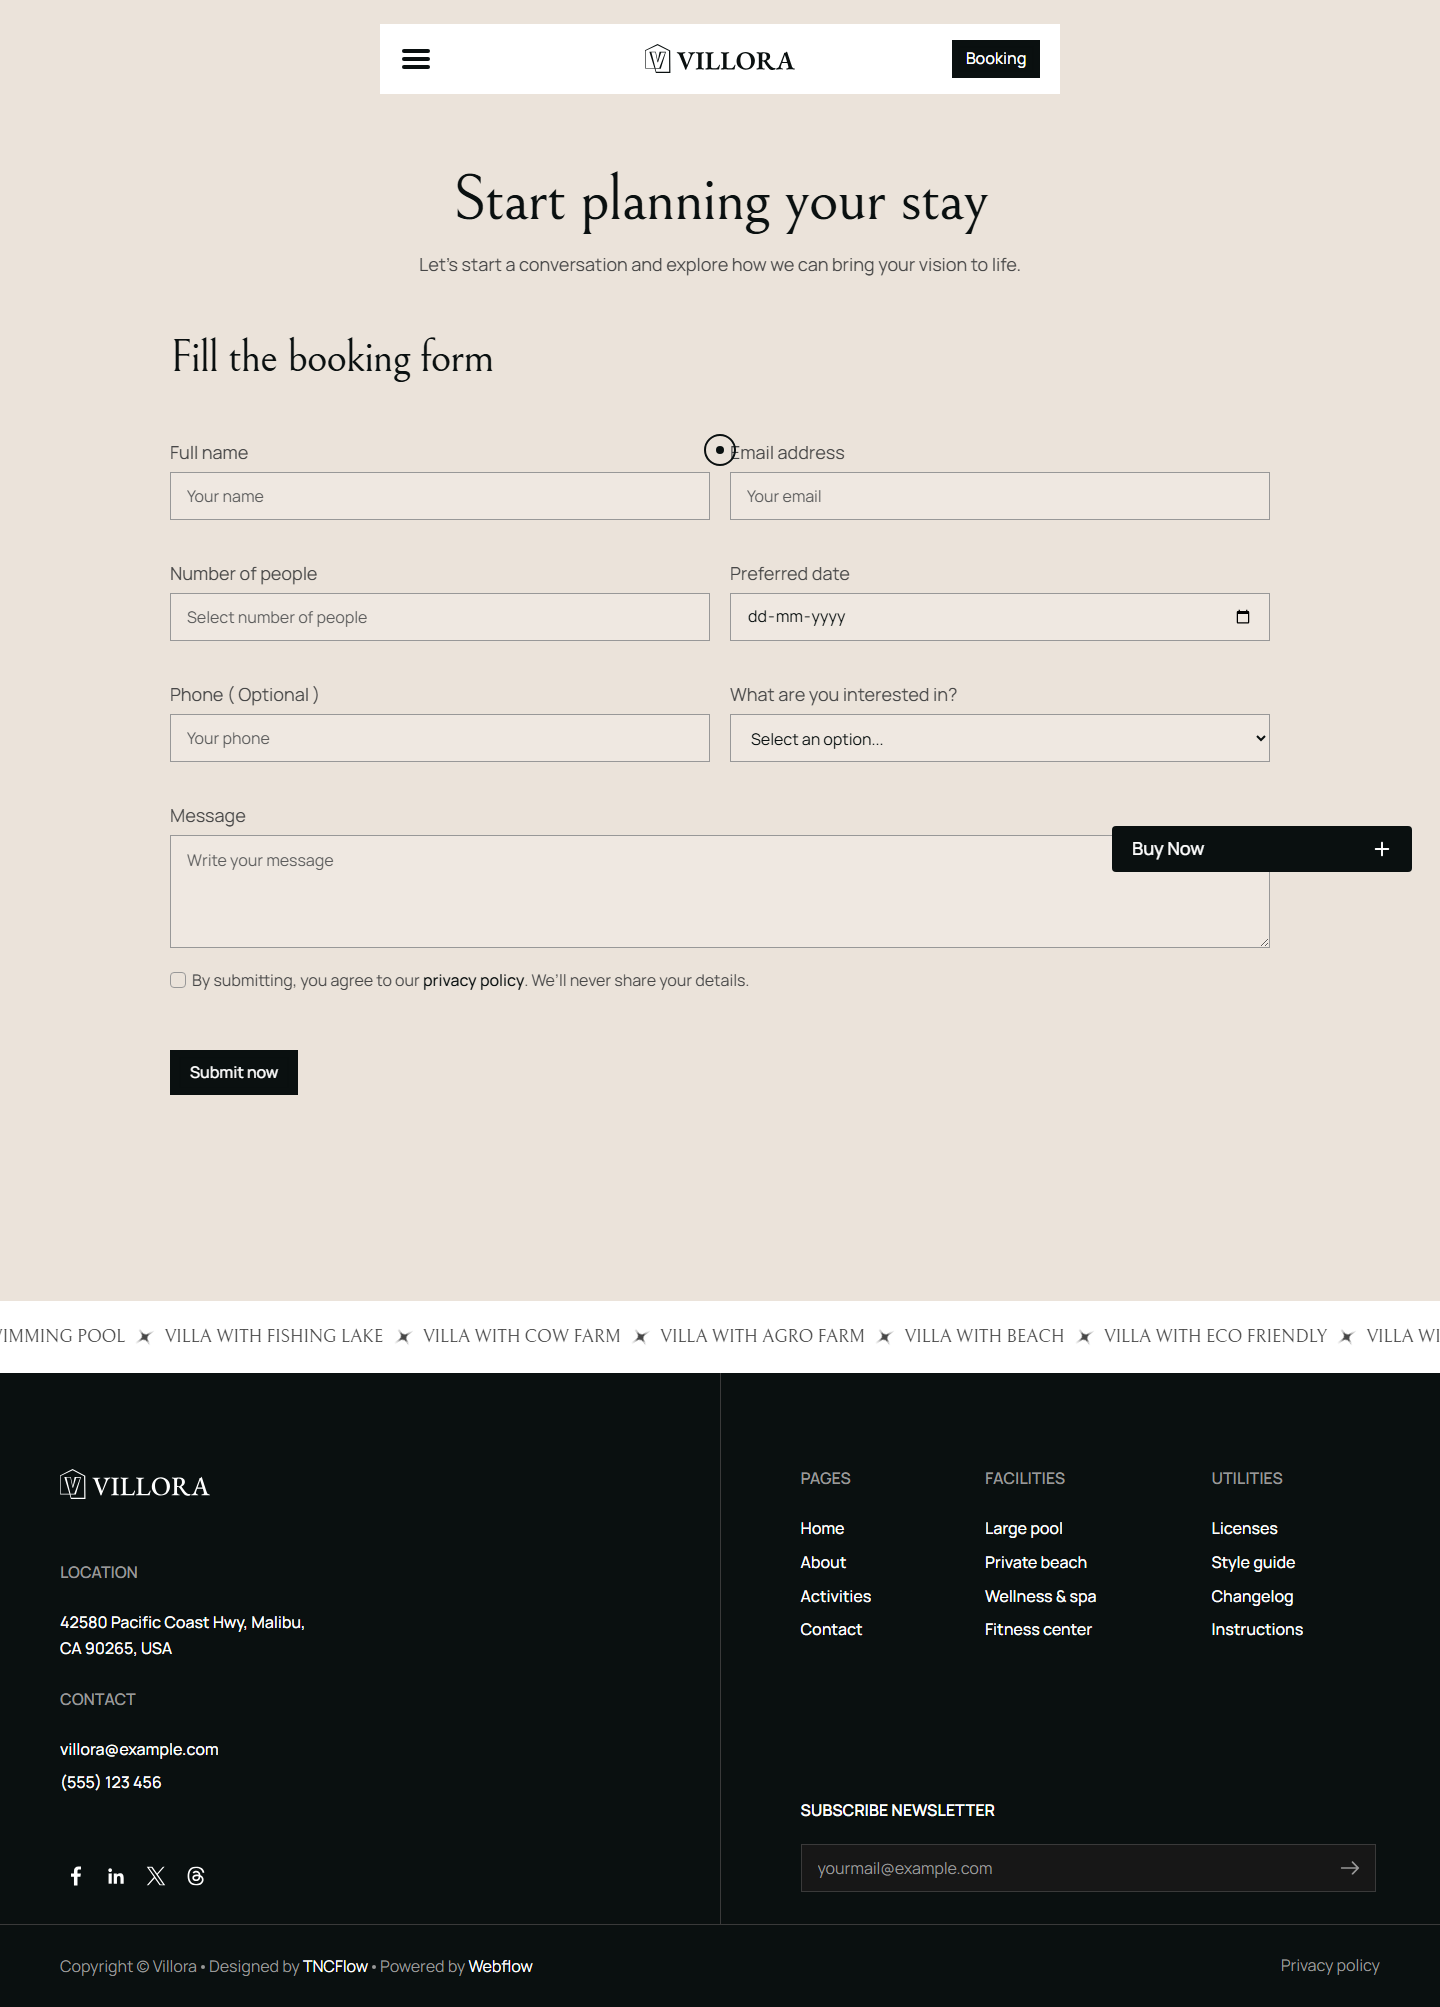 VILLORA
Booking
Start planning your stay
Let's start a conversation and explore how we can bring your vision to life.
Fill the booking form
Full name
Email address
Your name
Your email
Number of people
Preferred date
Select number of people
dd-mm-yyyy
Phone ( Optional )
What are you interested in?
Your phone
Select an option...
Message
Write your message
Buy Now
By submitting, you agree to our privacy policy. We'll never share your details.
Submit now
IMMING POOL VILLA WITH FISHING LAKE VILLA WITH COW FARM VILLA WITH AGRO FARM VILLA WITH BEACH VILLA WITH ECO FRIENDLY VILLA WI
VILLORA
LOCATION
42580 Pacific Coast Hwy, Malibu,
CA 90265, USA
CONTACT
villora@example.com
(555) 123 456
PAGES
Home
About
Activities
Contact
FACILITIES
Large pool
Private beach
Wellness & spa
Fitness center
UTILITIES
Licenses
Style guide
Changelog
Instructions
SUBSCRIBE NEWSLETTER
yourmail@example.com
Copyright © Villora • Designed by TNCFlow • Powered by Webflow
Privacy policy